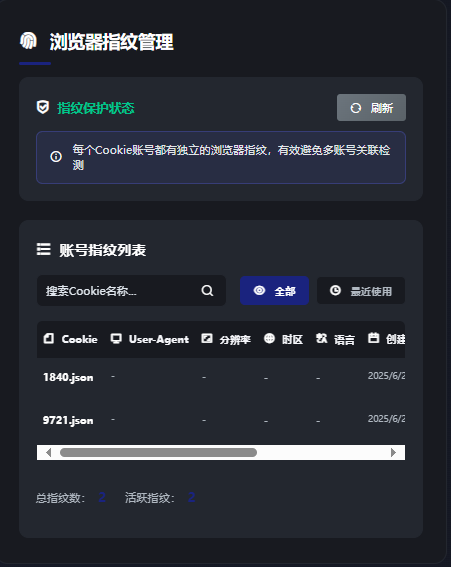 浏览器指纹管理
指纹保护状态
刷新
每个Cookie账号都有独立的浏览器指纹，有效避免多账号关联检
测
账号指纹列表
搜索Cookie名称...
全部
最近使用
Cookie User-Agent 分辨率 时区 语言 创建
1840.json - - - - 2025/6/2
9721.json - - - - 2025/6/2
总指纹数： 2 活跃指纹： 2